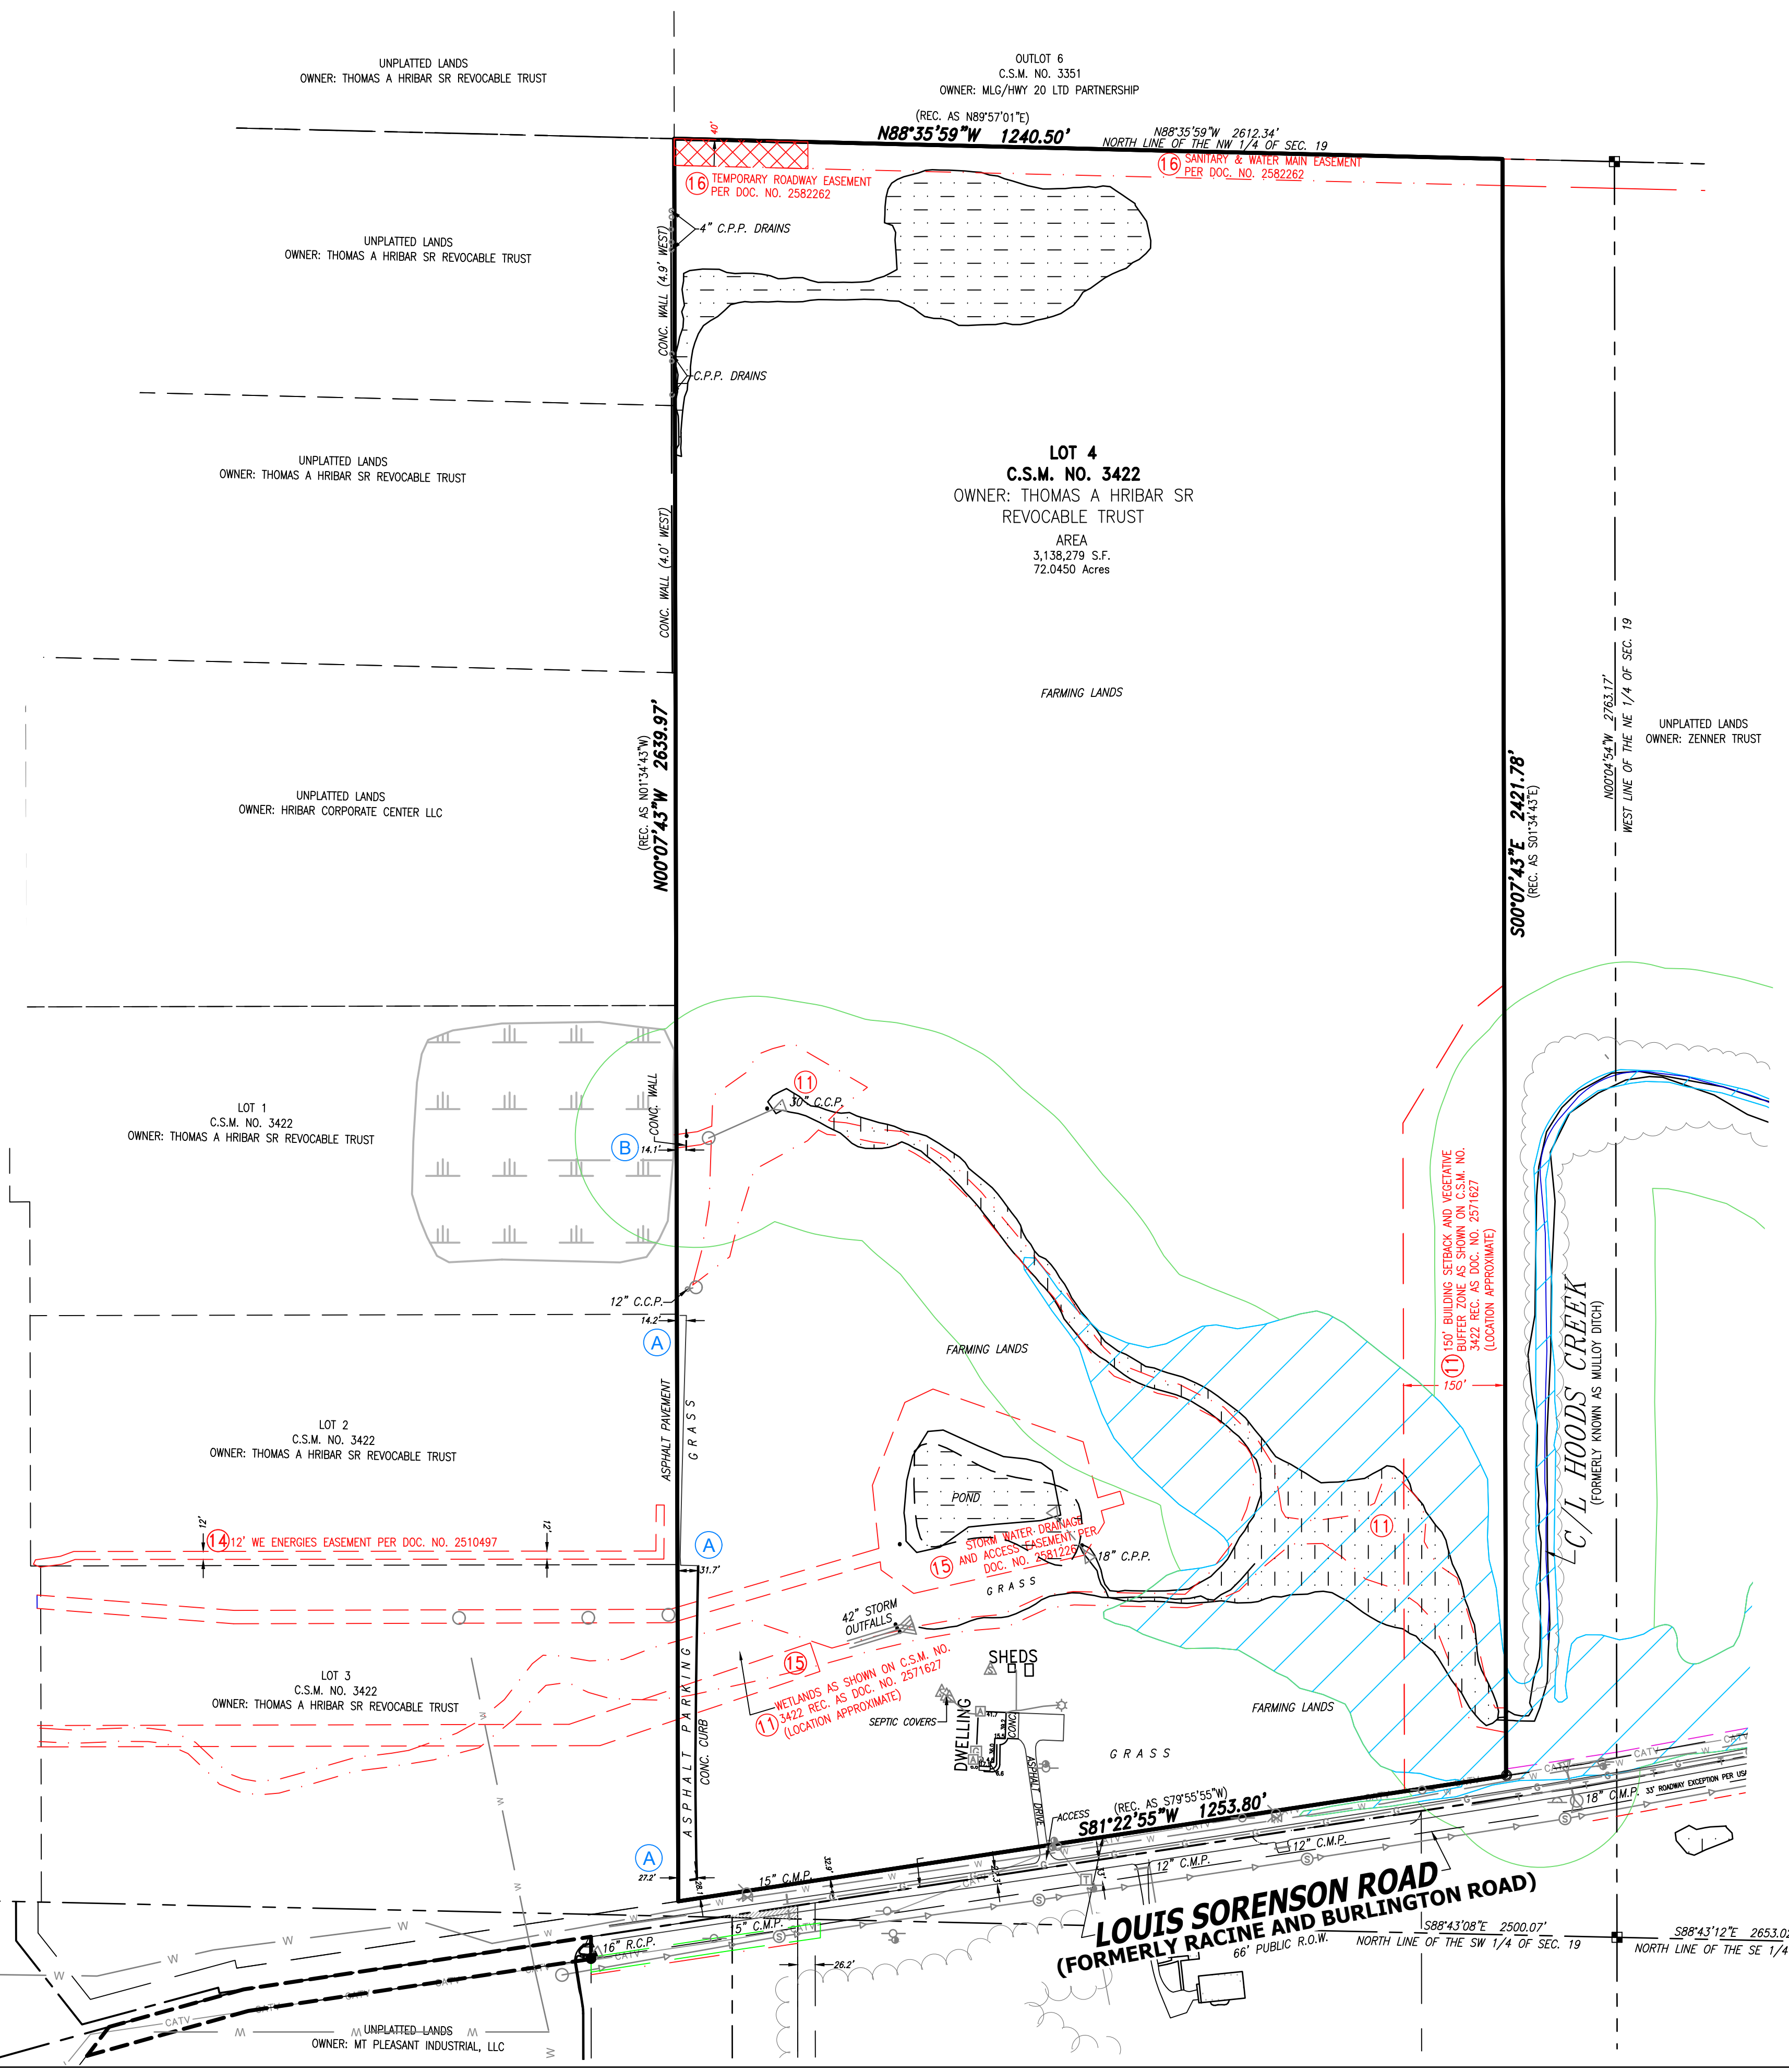 UNPLATTED LANDS
OWNER: THOMAS A HRIBAR SR REVOCABLE TRUST
OUTLOT 6
C.S.M. NO. 3351
OWNER: MLG/HWY 20 LTD PARTNERSHIP
(REC. AS N89°57'01"E)
N88°35'59"W 1240.50'
N88°35'59"W 2612.34'
NORTH LINE OF THE NW 1/4 OF SEC. 19
40'
16 TEMPORARY ROADWAY EASEMENT
PER DOC. NO. 2582262
16 SANITARY & WATER MAIN EASEMENT
PER DOC. NO. 2582262
4" C.P.P. DRAINS
CONC. WALL (4.9' WEST)
UNPLATTED LANDS
OWNER: THOMAS A HRIBAR SR REVOCABLE TRUST
C.P.P. DRAINS
UNPLATTED LANDS
OWNER: THOMAS A HRIBAR SR REVOCABLE TRUST
CONC. WALL (4.0' WEST)
LOT 4
C.S.M. NO. 3422
OWNER: THOMAS A HRIBAR SR
REVOCABLE TRUST
AREA
3,138,279 S.F.
72.0450 Acres
FARMING LANDS
(REC. AS N01°34'43"W)
N00°07'43"W 2639.97'
S00°07'43"E 2421.78'
(REC. AS S01°34'43"E)
N00°04'54"W 2763.17'
WEST LINE OF THE NE 1/4 OF SEC. 19
UNPLATTED LANDS
OWNER: ZENNER TRUST
UNPLATTED LANDS
OWNER: HRIBAR CORPORATE CENTER LLC
LOT 1
C.S.M. NO. 3422
OWNER: THOMAS A HRIBAR SR REVOCABLE TRUST
CONC. WALL
B
14.1'
11
30" C.C.P.
12" C.C.P.
14.2'
A
11 150' BUILDING SETBACK AND VEGETATIVE
BUFFER ZONE AS SHOWN ON C.S.M. NO.
3422 REC. AS DOC. NO. 2571627
(LOCATION APPROXIMATE)
150'
C/L HOODS CREEK
(FORMERLY KNOWN AS MULLOY DITCH)
FARMING LANDS
ASPHALT PAVEMENT
GRASS
LOT 2
C.S.M. NO. 3422
OWNER: THOMAS A HRIBAR SR REVOCABLE TRUST
POND
12'
14 12' WE ENERGIES EASEMENT PER DOC. NO. 2510497
12'
A
31.7'
STORM WATER DRAINAGE
15 AND ACCESS EASEMENT PER
DOC. NO. 2581226
18" C.P.P.
11
GRASS
42" STORM
OUTFALLS
15
WETLANDS AS SHOWN ON C.S.M. NO.
11 3422 REC. AS DOC. NO. 2571627
(LOCATION APPROXIMATE)
LOT 3
C.S.M. NO. 3422
OWNER: THOMAS A HRIBAR SR REVOCABLE TRUST
ASPHALT PARKING
CONC. CURB
SHEDS
SEPTIC COVERS
DWELLING
CONC.
ASPHALT DRIVE
GRASS
FARMING LANDS
ACCESS
(REC. AS S79°55'55"W)
S81°22'55"W 1253.80'
A
27.2'
28.1'
15" C.M.P.
32.9'
12" C.M.P.
12" C.M.P.
18" C.M.P.
33' ROADWAY EXCEPTION PER
33'
15" C.M.P.
16" R.C.P.
26.2'
CATV
LOUIS SORENSON ROAD
(FORMERLY RACINE AND BURLINGTON ROAD)
66' PUBLIC R.O.W.
S88°43'08"E 2500.07'
NORTH LINE OF THE SW 1/4 OF SEC. 19
S88°43'12"E 2653.02
NORTH LINE OF THE SE 1/4
UNPLATTED LANDS
OWNER: MT PLEASANT INDUSTRIAL, LLC